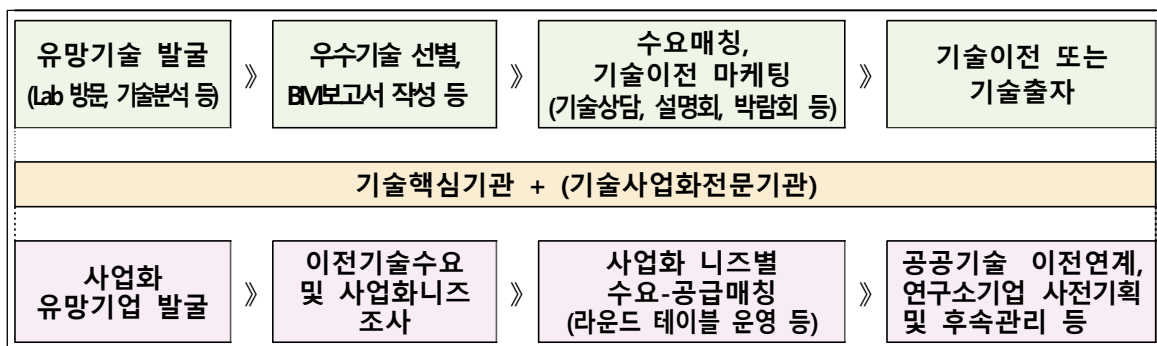 유망기술 발굴
(Lab 방문, 기술분석 등)
》
우수기술 선별,
BM보고서 작성 등
》
수요매칭,
기술이전 마케팅
(기술상담, 설명회, 박람회 등)
》
기술이전 또는
기술출자
기술핵심기관 + (기술사업화전문기관)
사업화
유망기업 발굴
》
이전기술수요
및 사업화니즈
조사
》
사업화 니즈별
수요-공급매칭
(라운드 테이블 운영 등)
》
공공기술 이전연계,
연구소기업 사전기획
및 후속관리 등